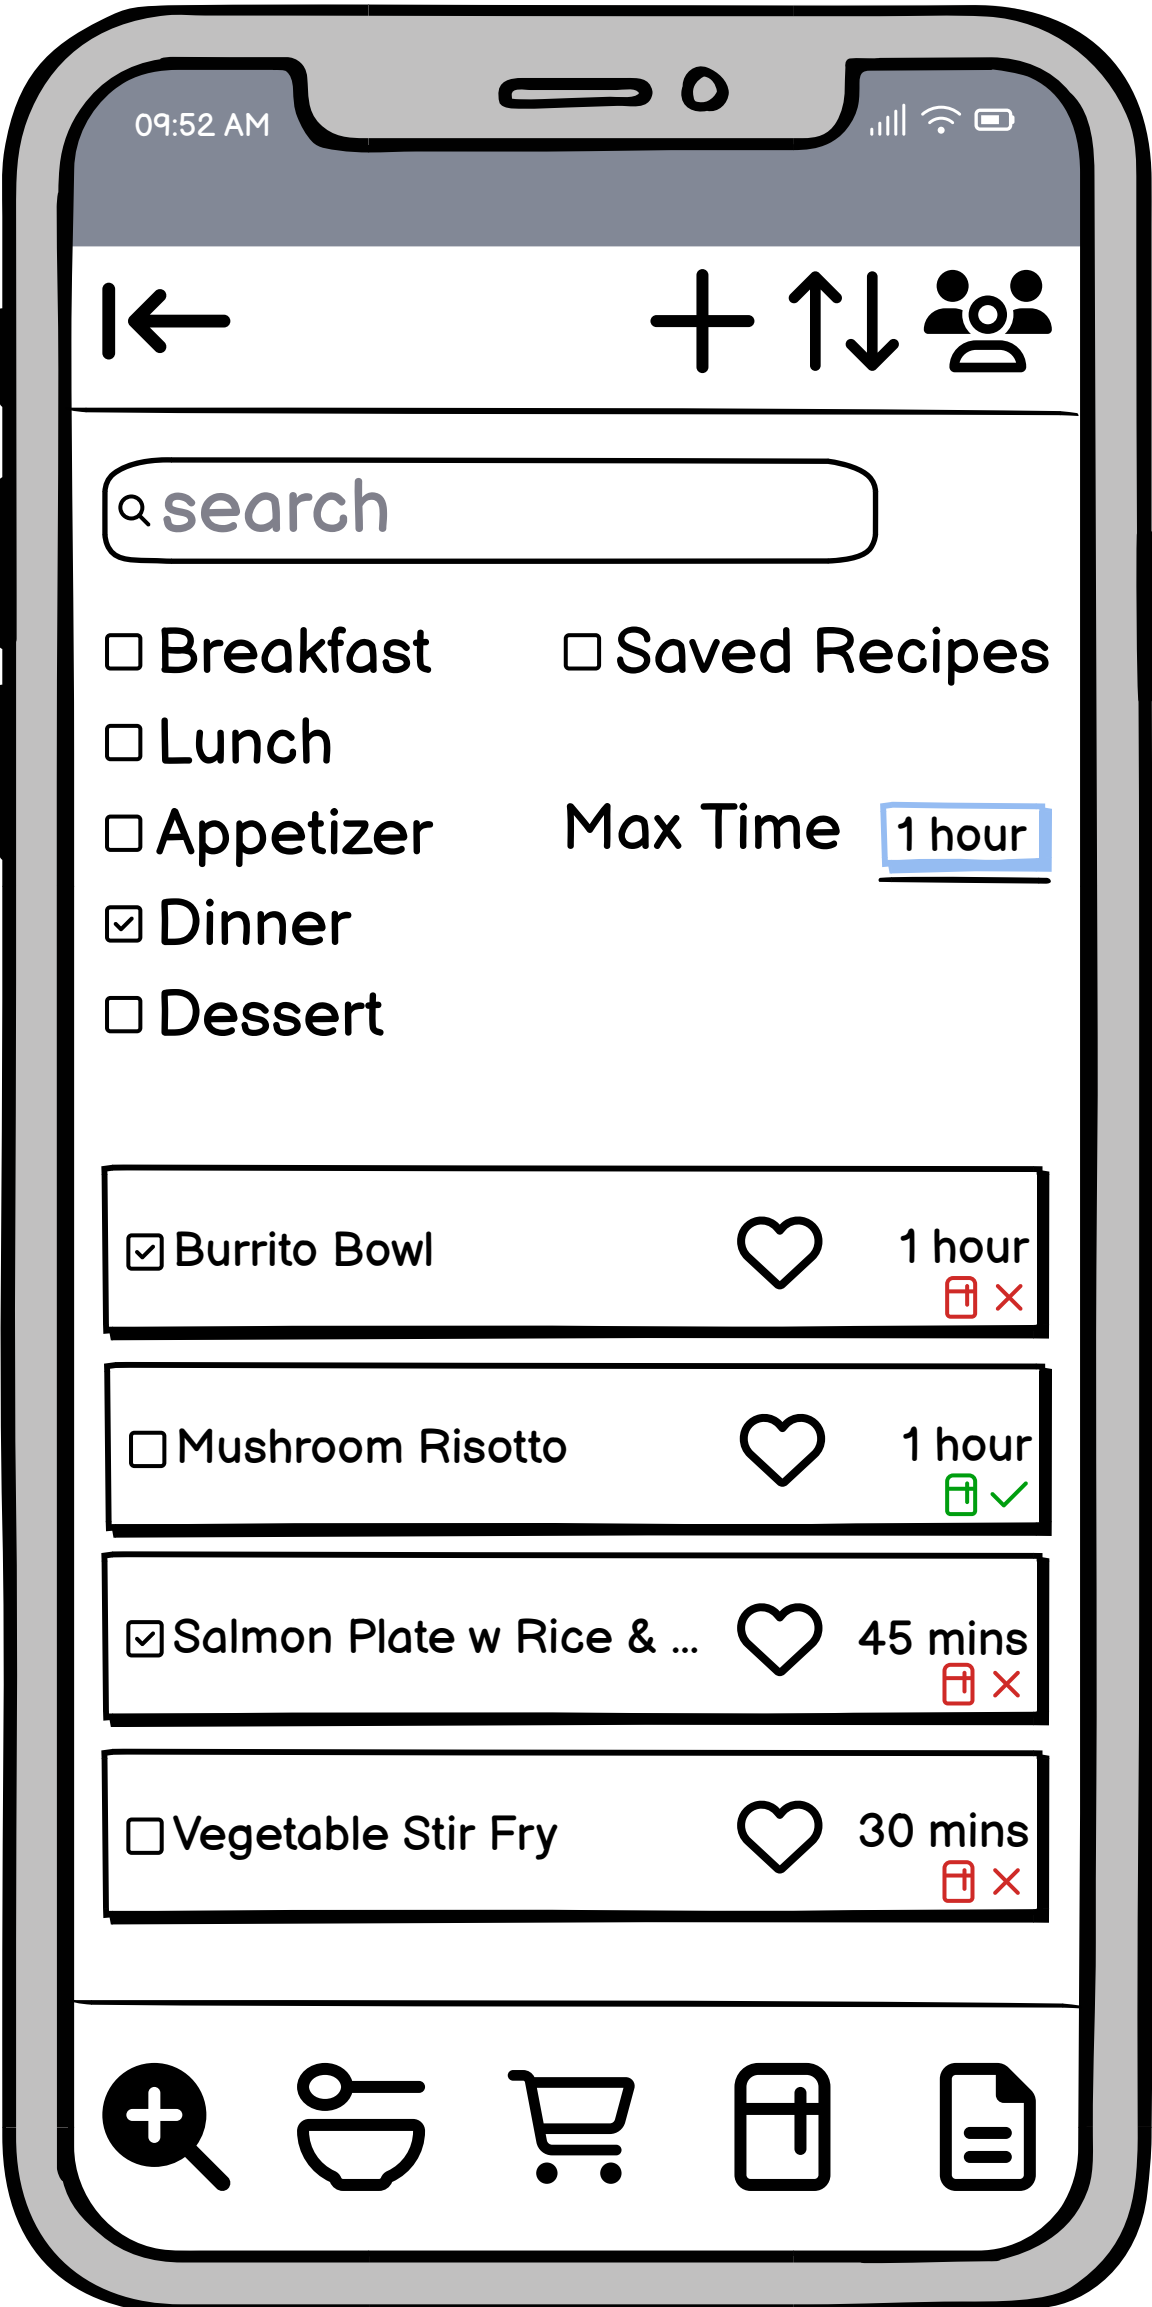 09:52 AM
search
Breakfast
Saved Recipes
Lunch
Appetizer
Max Time
1 hour
Dinner
Dessert
Burrito Bowl
1 hour
Mushroom Risotto
1 hour
Salmon Plate w Rice & ...
45 mins
Vegetable Stir Fry
30 mins